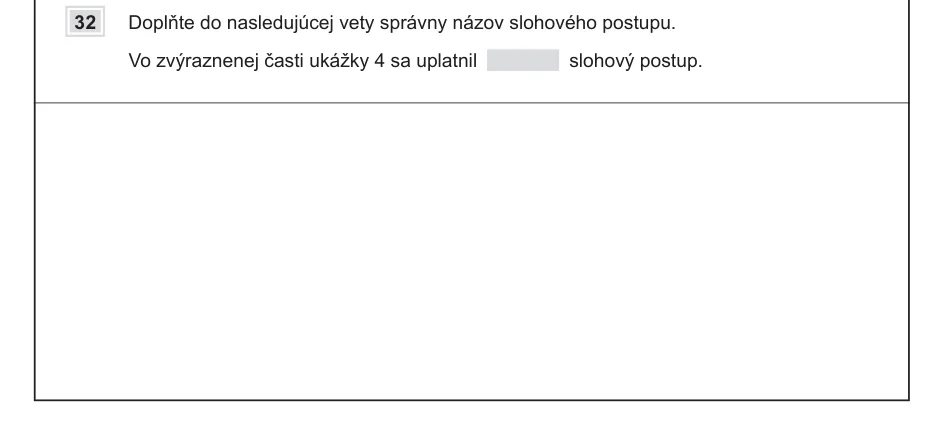 32 Doplňte do nasledujúcej vety správny názov slohového postupu.
Vo zvýraznenej časti ukážky 4 sa uplatnil slohový postup.